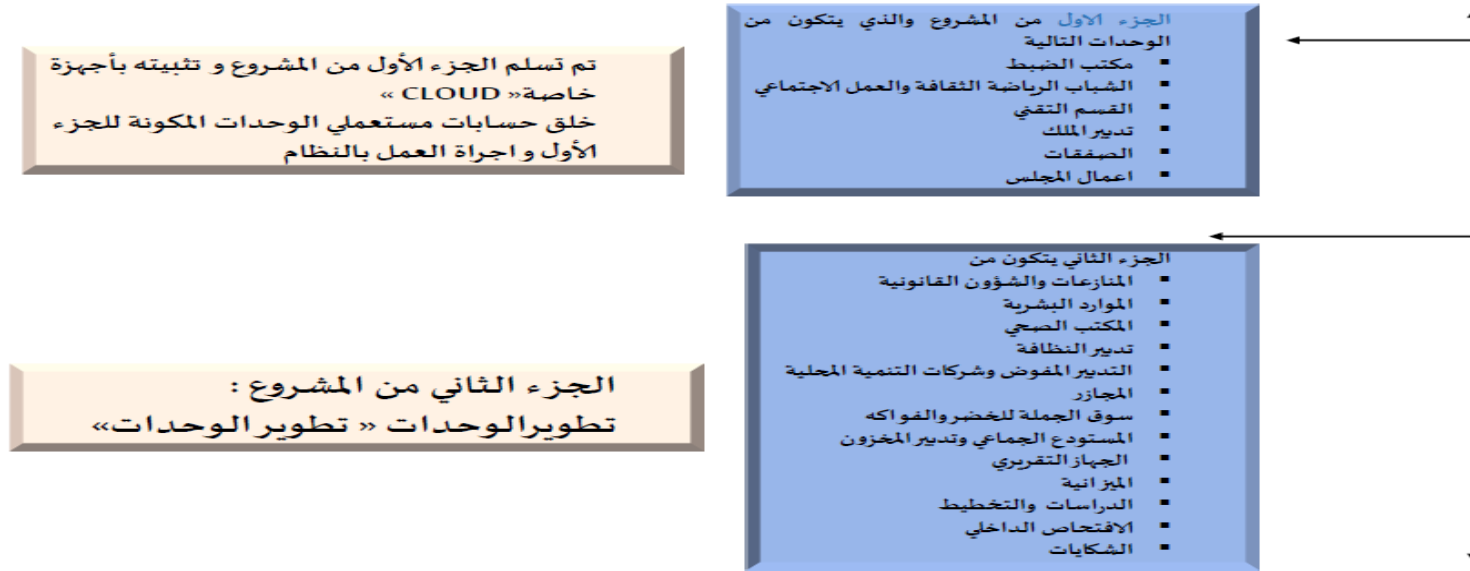 الجزء الاول من المشروع والذي يتكون من
الوحدات التالية
▪ مكتب الضبط
▪ الشباب الرياضة الثقافة والعمل الاجتماعي
▪ القسم التقني
▪ تدبير الملك
▪ الصفقات
▪ اعمال المجلس
تم تسلم الجزء الأول من المشروع و تثبيته بأجهزة
خاصة« CLOUD »
خلق حسابات مستعملي الوحدات المكونة للجزء
الأول و اجراة العمل بالنظام
الجزء الثاني يتكون من
▪ المنازعات والشؤون القانونية
▪ الموارد البشرية
▪ المكتب الصحي
▪ تدبير النظافة
▪ التدبير المفوض وشركات التنمية المحلية
▪ المجازر
▪ سوق الجملة للخضر والفواكه
▪ المستودع الجماعي وتدبير المخزون
▪ الجهاز التقريري
▪ الميزانية
▪ الدراسات والتخطيط
▪ الافتحاص الداخلي
▪ الشكايات
الجزء الثاني من المشروع :
تطويرالوحدات « تطوير الوحدات»